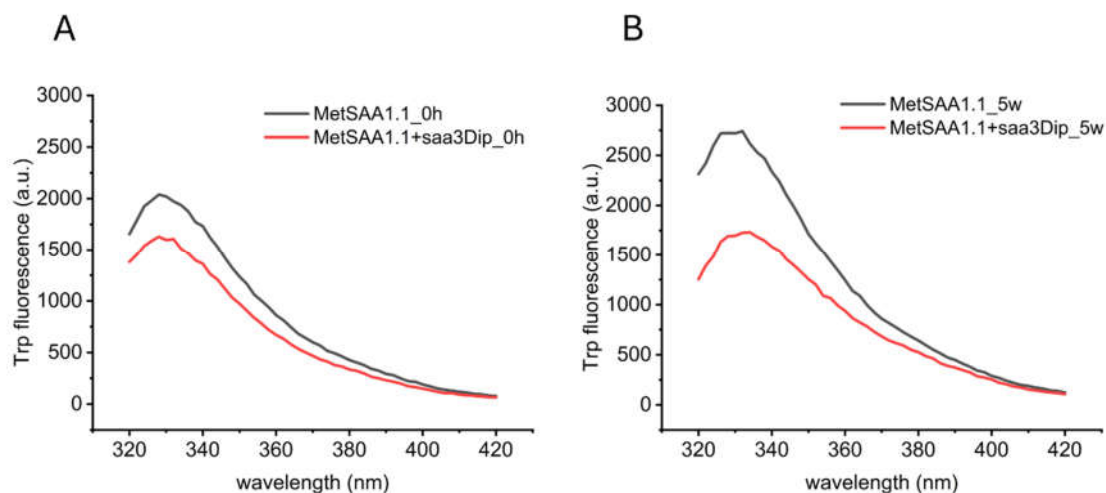 A
MetSAA1.1_0h
MetSAA1.1+saa3Dip_0h
Trp fluorescence (a.u.)
3000
2500
2000
1500
1000
500
0
320 340 360 380 400 420
wavelength (nm)
B
MetSAA1.1_5w
MetSAA1.1+saa3Dip_5w
Trp fluorescence (a.u.)
3000
2500
2000
1500
1000
500
0
320 340 360 380 400 420
wavelength (nm)